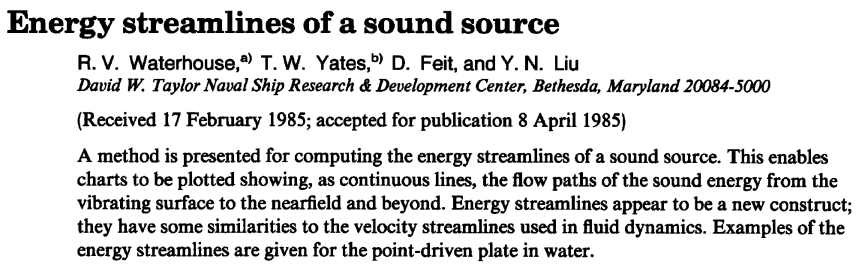 Energy streamlines of a sound source
R. V. Waterhouse,a) T. W. Yates,b) D. Feit, and Y. N. Liu
David W. Taylor Naval Ship Research & Development Center, Bethesda, Maryland 20084-5000
(Received 17 February 1985; accepted for publication 8 April 1985)
A method is presented for computing the energy streamlines of a sound source. This enables
charts to be plotted showing, as continuous lines, the flow paths of the sound energy from the
vibrating surface to the nearfield and beyond. Energy streamlines appear to be a new construct;
they have some similarities to the velocity streamlines used in fluid dynamics. Examples of the
energy streamlines are given for the point-driven plate in water.